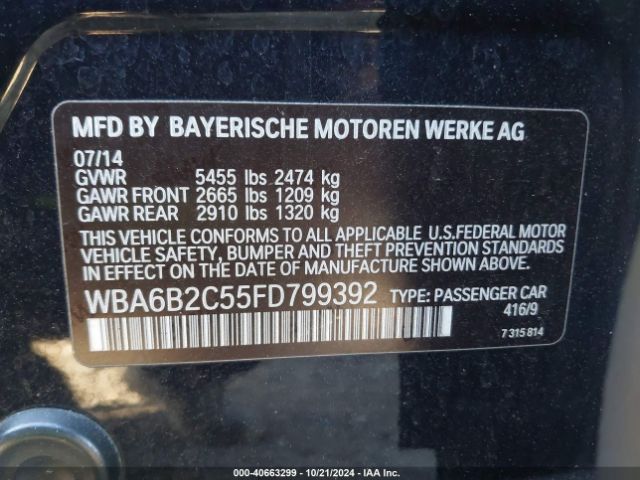 MFD BY BAYERISCHE MOTOREN WERKE AG
07/14
GVWR 5455 lbs 2474 kg
GAWR FRONT 2665 lbs 1209 kg
GAWR REAR 2910 lbs 1320 kg
THIS VEHICLE CONFORMS TO ALL APPLICABLE U.S.FEDERAL MOTOR
VEHICLE SAFETY, BUMPER AND THEFT PREVENTION STANDARDS
IN EFFECT ON THE DATE OF MANUFACTURE SHOWN ABOVE.
WBA6B2C55FD799392 TYPE: PASSENGER CAR
416/9
7 315 814
000-40663299 - 10/21/2024 - IAA Inc.